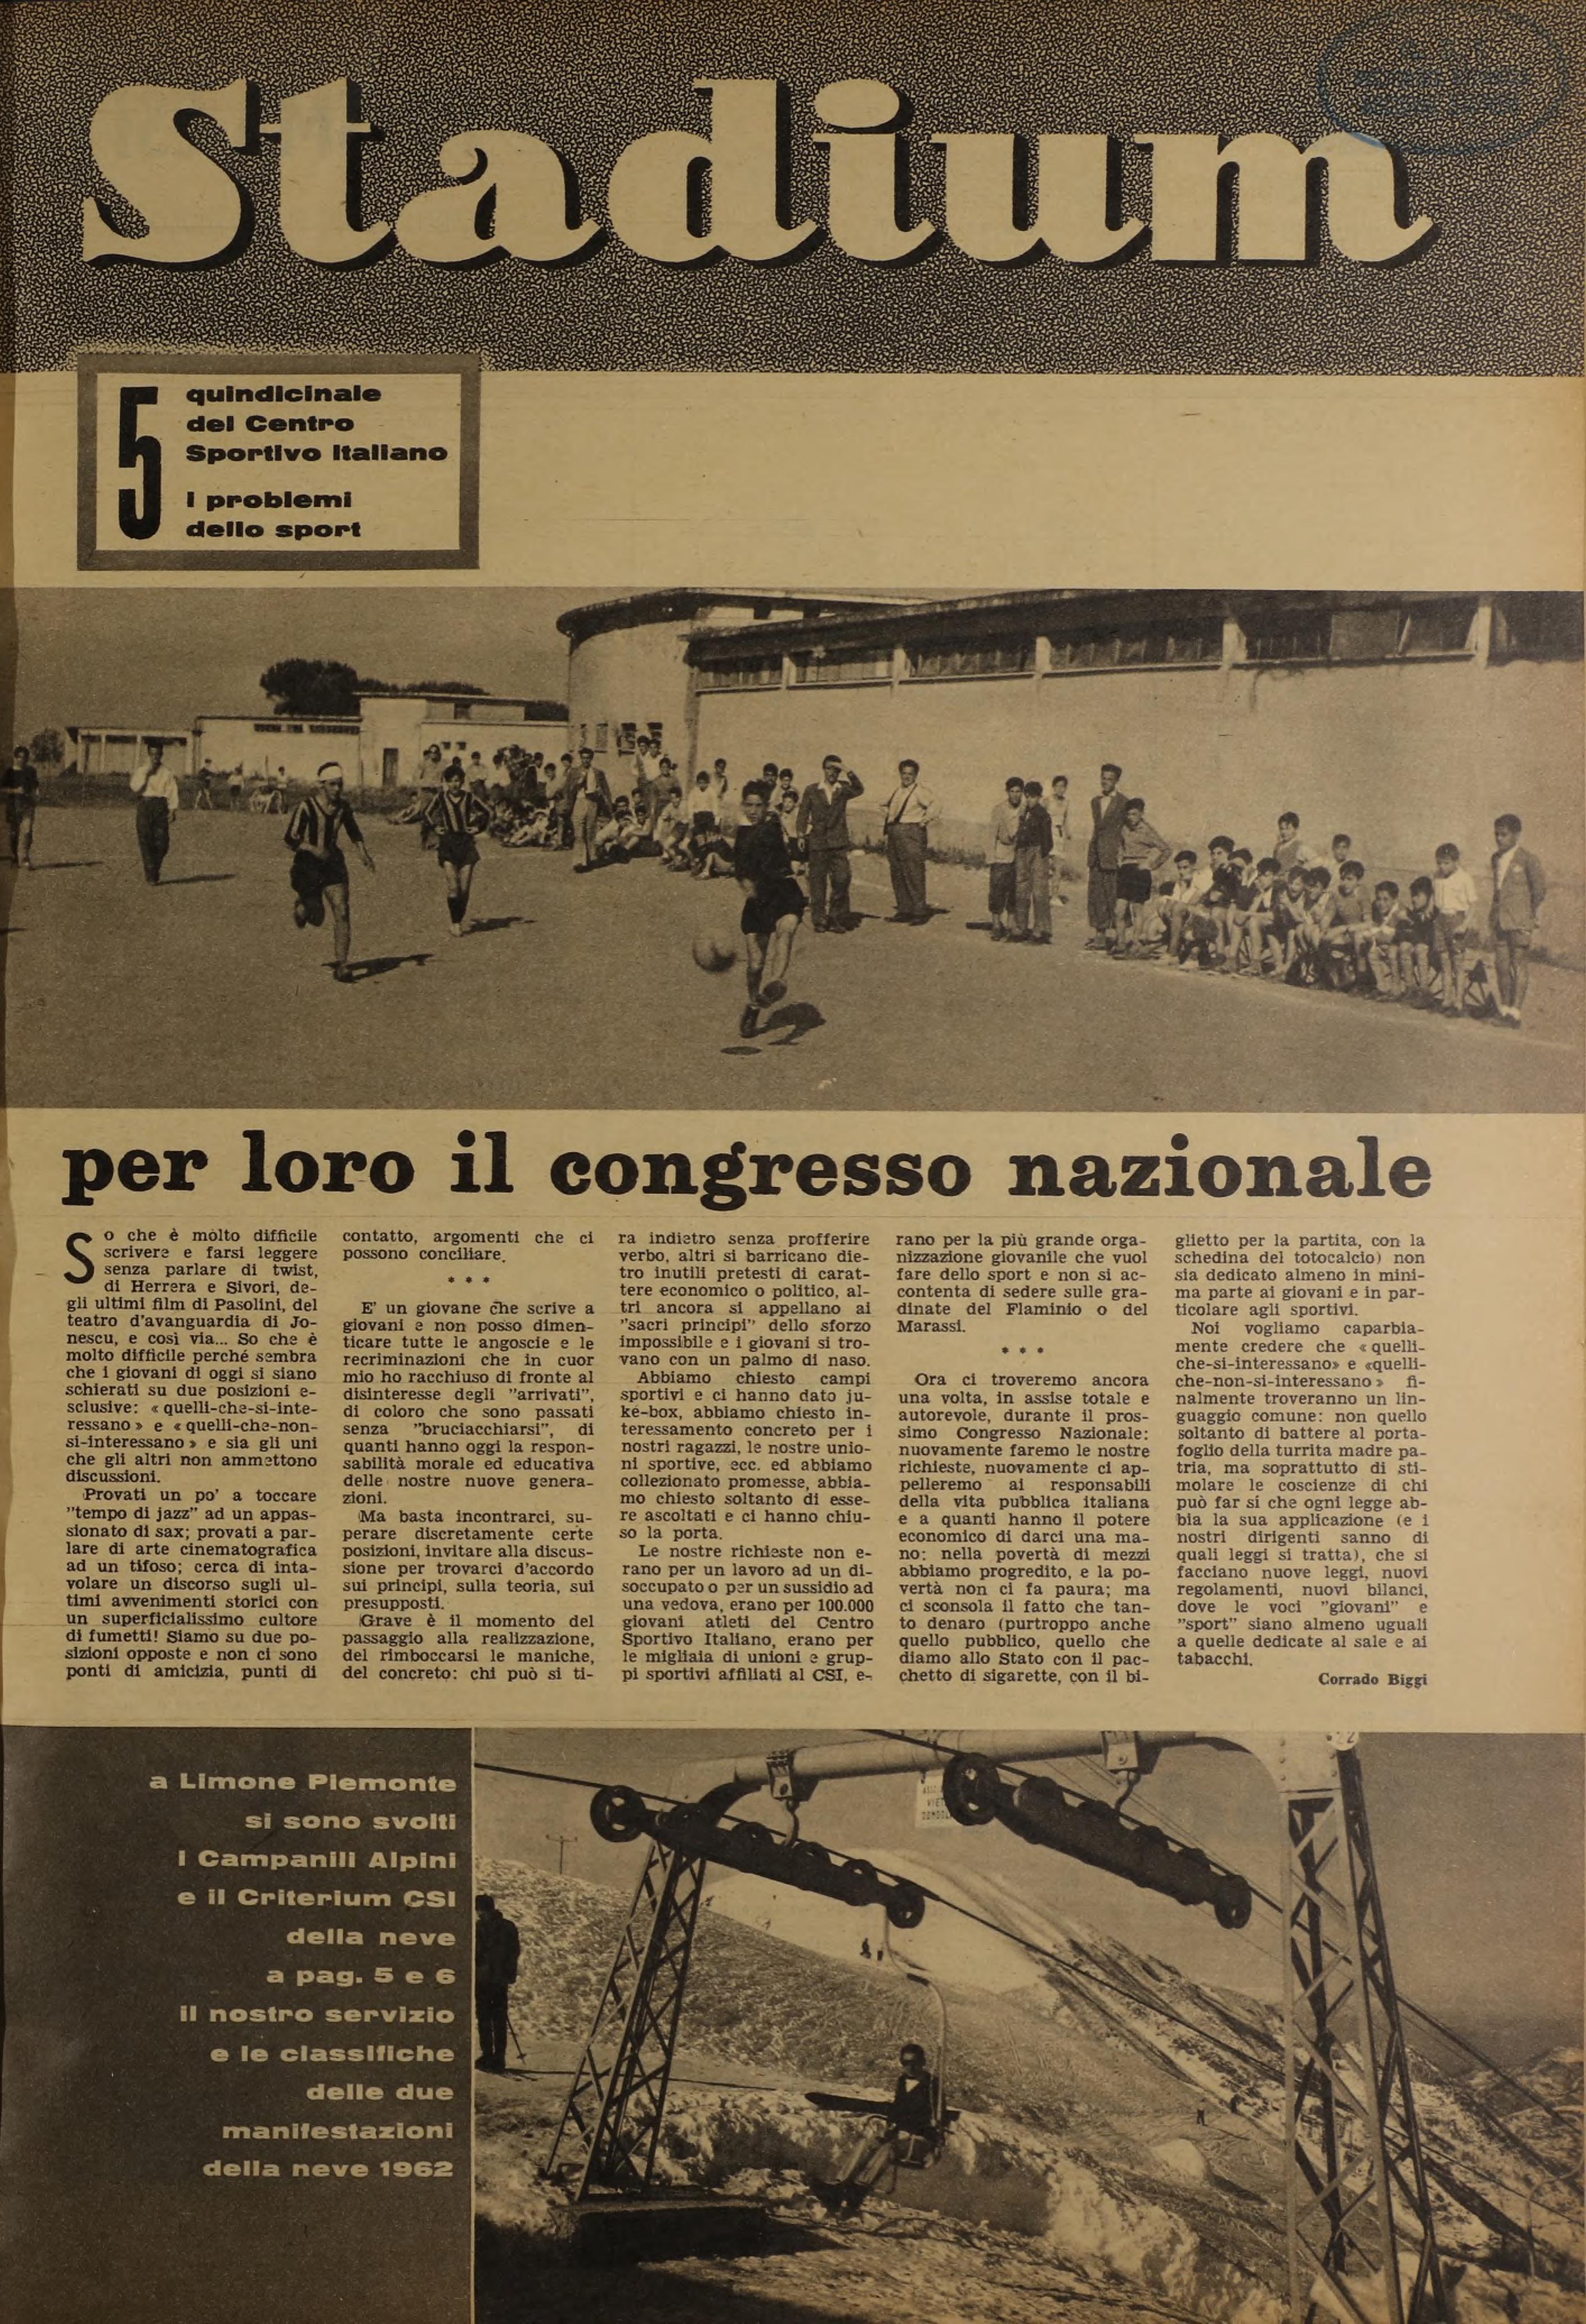 Stadium
5
quindicinale
del Centro
Sportivo Italiano
i problemi
dello sport
per loro il congresso nazionale
So che è molto difficile
scrivere e farsi leggere
senza parlare di twist,
di Herrera e Sivori, de-
gli ultimi film di Pasolini, del
teatro d'avanguardia di Jo-
nescu, e così via... So che è
molto difficile perché sembra
che i giovani di oggi si siano
schierati su due posizioni e-
sclusive: «quelli-che-si-inte-
ressano» e «quelli-che-non-
si-interessano» e sia gli uni
che gli altri non ammettono
discussioni.
Provati un po' a toccare
"tempo di jazz" ad un appas-
sionato di sax; provati a par-
lare di arte cinematografica
ad un tifoso; cerca di inta-
volare un discorso sugli ul-
timi avvenimenti storici con
un superficialissimo cultore
di fumetti! Siamo su due po-
sizioni opposte e non ci sono
ponti di amicizia, punti di
contatto, argomenti che ci
possono conciliare.
* * *
E' un giovane che scrive a
giovani e non posso dimen-
ticare tutte le angoscie e le
recriminazioni che in cuor
mio ho racchiuso di fronte al
disinteresse degli "arrivati",
di coloro che sono passati
senza "bruciacchiarsi", di
quanti hanno oggi la respon-
sabilità morale ed educativa
delle nostre nuove genera-
zioni.
Ma basta incontrarci, su-
perare discretamente certe
posizioni, invitare alla discus-
sione per trovarci d'accordo
sui principi, sulla teoria, sui
presupposti.
Grave è il momento del
passaggio alla realizzazione,
del rimboccarsi le maniche,
del concreto: chi può si ti-
ra indietro senza profferire
verbo, altri si barricano die-
tro inutili pretesti di carat-
tere economico o politico, al-
tri ancora si appellano ai
"sacri principi" dello sforzo
impossibile e i giovani si tro-
vano con un palmo di naso.
Abbiamo chiesto campi
sportivi e ci hanno dato ju-
ke-box, abbiamo chiesto in-
teressamento concreto per i
nostri ragazzi, le nostre unio-
ni sportive, ecc. ed abbiamo
collezionato promesse, abbia-
mo chiesto soltanto di esse-
re ascoltati e ci hanno chiu-
so la porta.
Le nostre richieste non e-
rano per un lavoro ad un di-
soccupato o per un sussidio ad
una vedova, erano per 100.000
giovani atleti del Centro
Sportivo Italiano, erano per
le migliaia di unioni e grup-
pi sportivi affiliati al CSI, e-
rano per la più grande orga-
nizzazione giovanile che vuol
fare dello sport e non si ac-
contenta di sedere sulle gra-
dinate del Flaminio o del
Marassi.
* * *
Ora ci troveremo ancora
una volta, in assise totale e
autorevole, durante il pros-
simo Congresso Nazionale:
nuovamente faremo le nostre
richieste, nuovamente ci ap-
pelleremo ai responsabili
della vita pubblica italiana
e a quanti hanno il potere
economico di darci una ma-
no: nella povertà di mezzi
abbiamo progredito, e la po-
vertà non ci fa paura; ma
ci sconsola il fatto che tan-
to denaro (purtroppo anche
quello pubblico, quello che
diamo allo Stato con il pac-
chetto di sigarette, con il bi-
glietto per la partita, con la
schedina del totocalcio) non
sia dedicato almeno in mini-
ma parte ai giovani e in par-
ticolare agli sportivi.
Noi vogliamo caparbia-
mente credere che «quelli-
che-si-interessano» e «quelli-
che-non-si-interessano» fi-
nalmente troveranno un lin-
guaggio comune: non quello
soltanto di battere al porta-
foglio della turrita madre pa-
tria, ma soprattutto di sti-
molare le coscienze di chi
può far sì che ogni legge ab-
bia la sua applicazione (e i
nostri dirigenti sanno di
quali leggi si tratta), che si
facciano nuove leggi, nuovi
regolamenti, nuovi bilanci,
dove le voci "giovani" e
"sport" siano almeno uguali
a quelle dedicate al sale e ai
tabacchi.
Corrado Biggi
a Limone Piemonte
si sono svolti
i Campanili Alpini
e il Criterium CSI
della neve
a pag. 5 e 6
il nostro servizio
e le classifiche
delle due
manifestazioni
della neve 1962